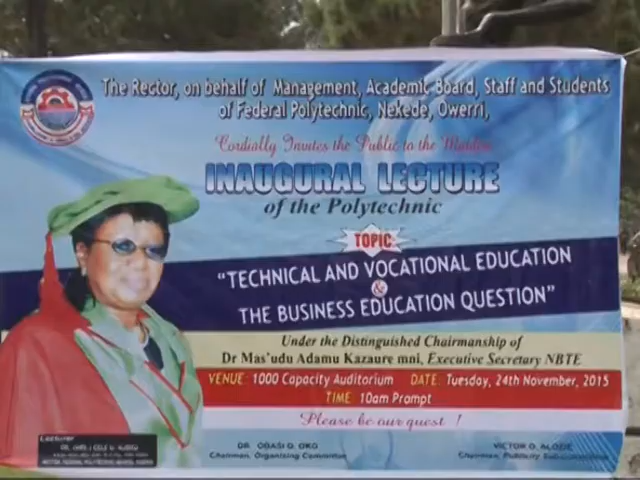 The Rector, on behalf of Management, Academic Board, Staff and Students
of Federal Polytechnic, Nekede, Owerri,
Cordially Invites the Public to the Maiden
INAUGURAL LECTURE
of the Polytechnic
TOPIC:
“TECHNICAL AND VOCATIONAL EDUCATION
&
THE BUSINESS EDUCATION QUESTION”
Under the Distinguished Chairmanship of
Dr Mas'udu Adamu Kazaure mni, Executive Secretary NBTE
VENUE: 1000 Capacity Auditorium DATE: Tuesday, 24th November, 2015
TIME: 10am Prompt
Please be our guest !
Lecturer
DR. OBASI O. OKO
Chairman, Organizing Committee
VICTOR O.
Chairman, Publicity